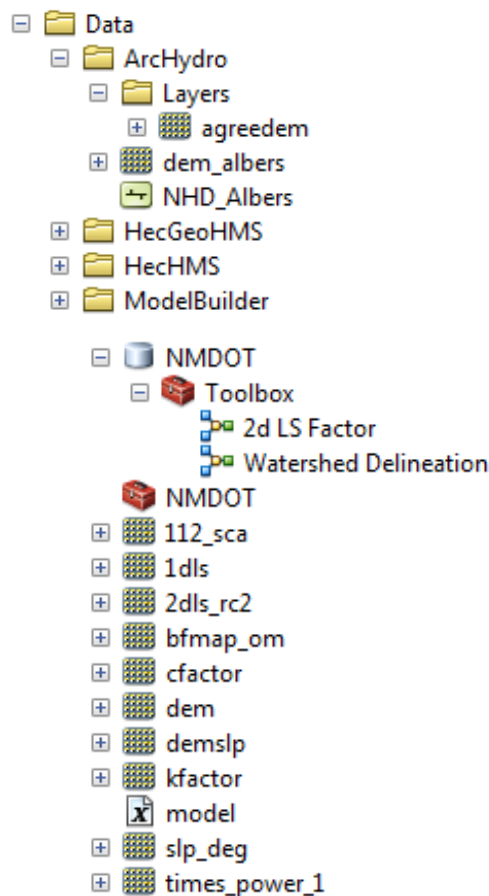 Data
ArcHydro
Layers
agreedem
dem_albers
NHD_Albers
HecGeoHMS
HecHMS
ModelBuilder
NMDOT
Toolbox
2d LS Factor
Watershed Delineation
NMDOT
112_sca
1dls
2dls_rc2
bfmap_om
cfactor
dem
demslp
kfactor
model
slp_deg
times_power_1